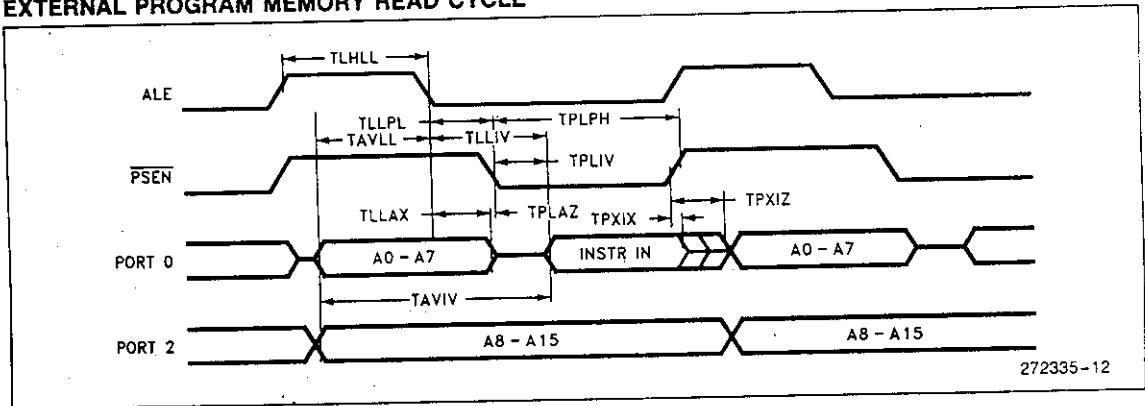 EXTERNAL PROGRAM MEMORY READ CYCLE
TLHLL
ALE
TLLPL
TPLPH
TAVLL
TLLIV
PSEN
TPLIV
TLLAX
TPLAZ
TPXIX
TPXIZ
PORT 0
A0 - A7
INSTR IN
A0 - A7
TAVIV
PORT 2
A8 - A15
A8 - A15
272335-12